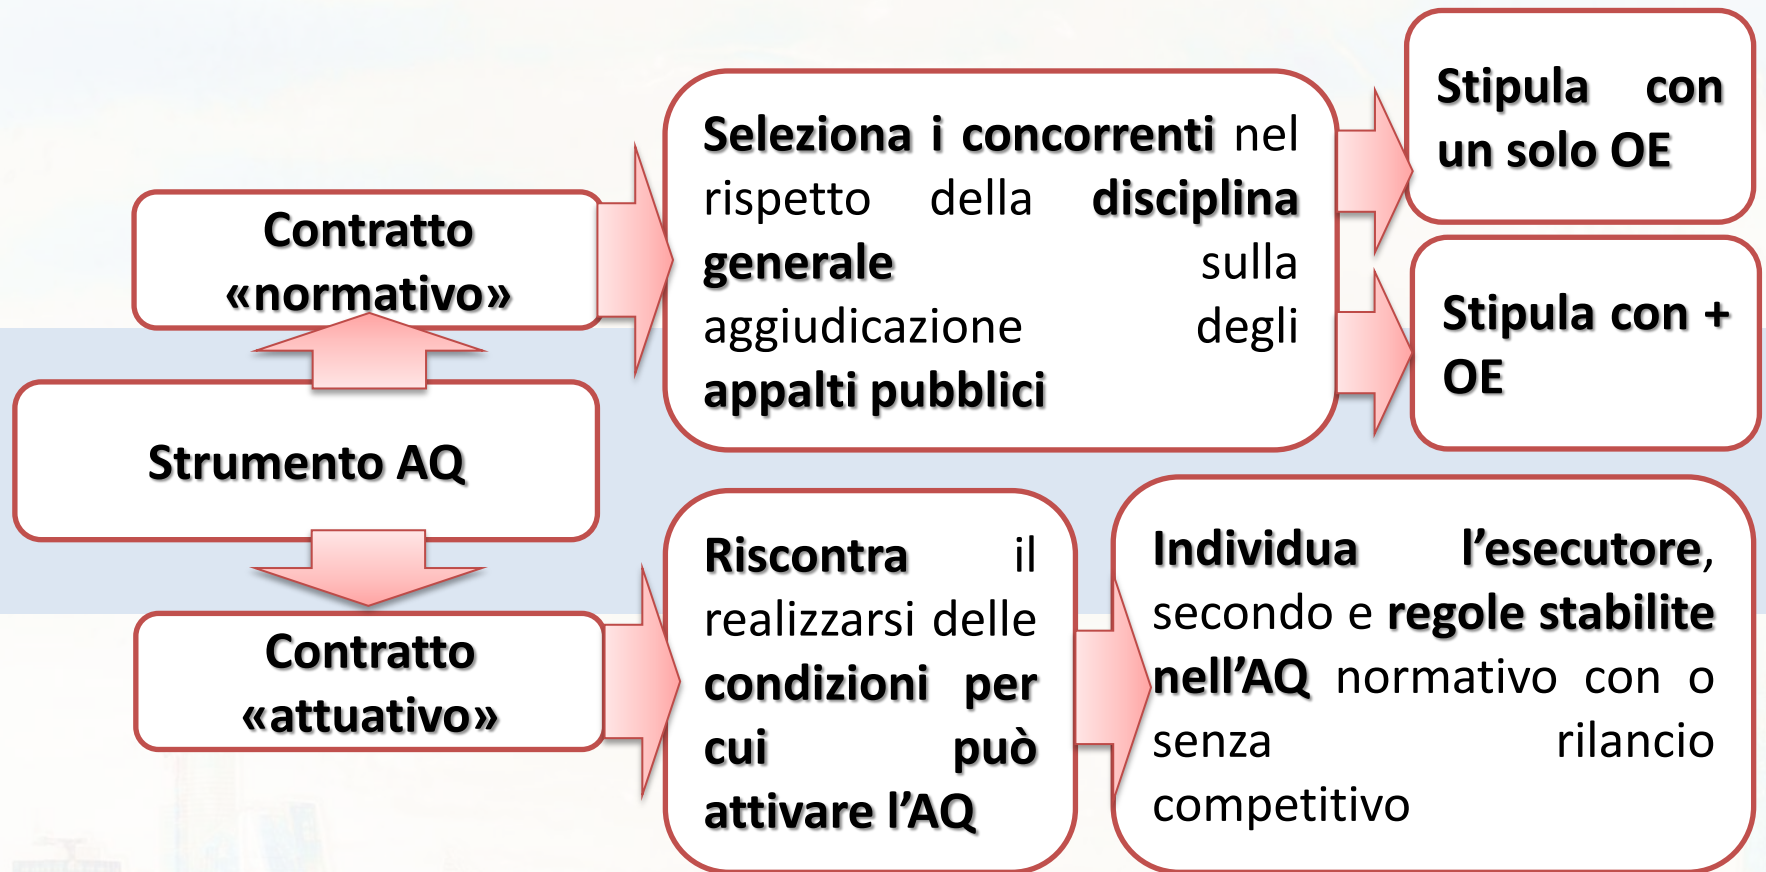 Contratto
«normativo»
Seleziona i concorrenti nel
rispetto della disciplina
generale sulla
aggiudicazione degli
appalti pubblici
Stipula con
un solo OE
Stipula con +
OE
Strumento AQ
Contratto
«attuativo»
Riscontra il
realizzarsi delle
condizioni per
cui può
attivare l’AQ
Individua l’esecutore,
secondo e regole stabilite
nell’AQ normativo con o
senza rilancio
competitivo